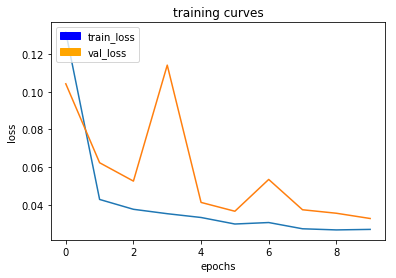 training curves
train_loss
val_loss
0.12
0.10
0.08
0.06
0.04
loss
0 2 4 6 8
epochs